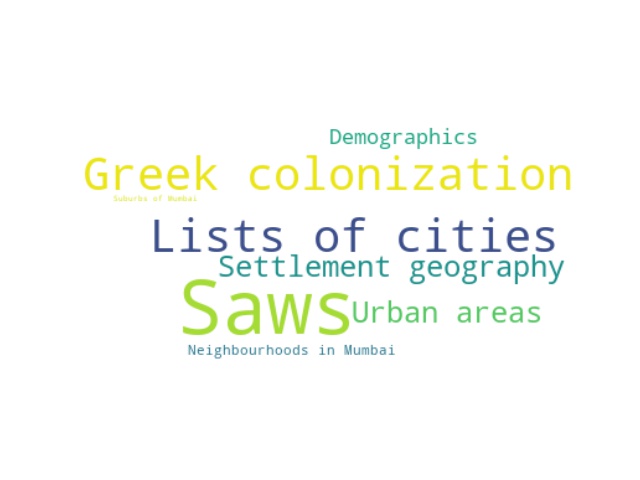 Demographics
Greek colonization
Suburbs of Mumbai
Lists of cities
Settlement geography
Saws
Urban areas
Neighbourhoods in Mumbai